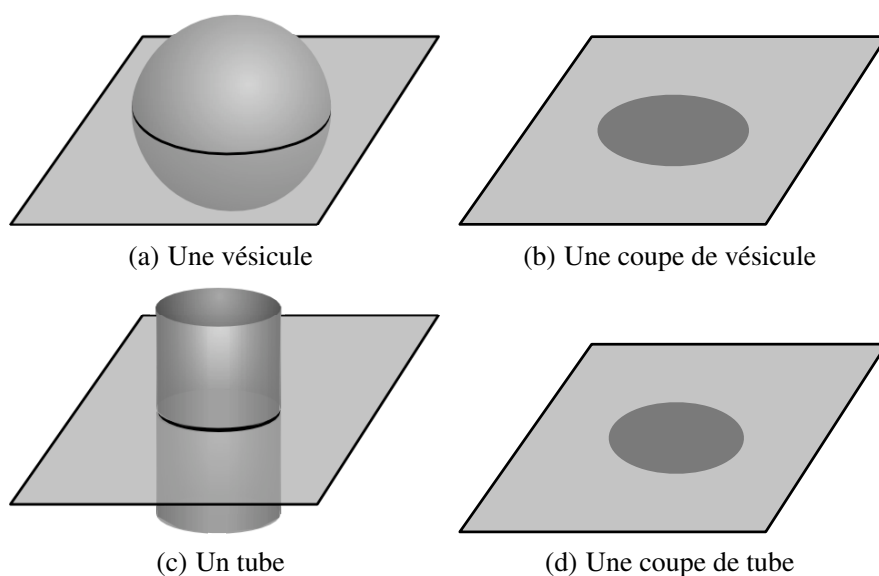 (a) Une vésicule
(b) Une coupe de vésicule
(c) Un tube
(d) Une coupe de tube